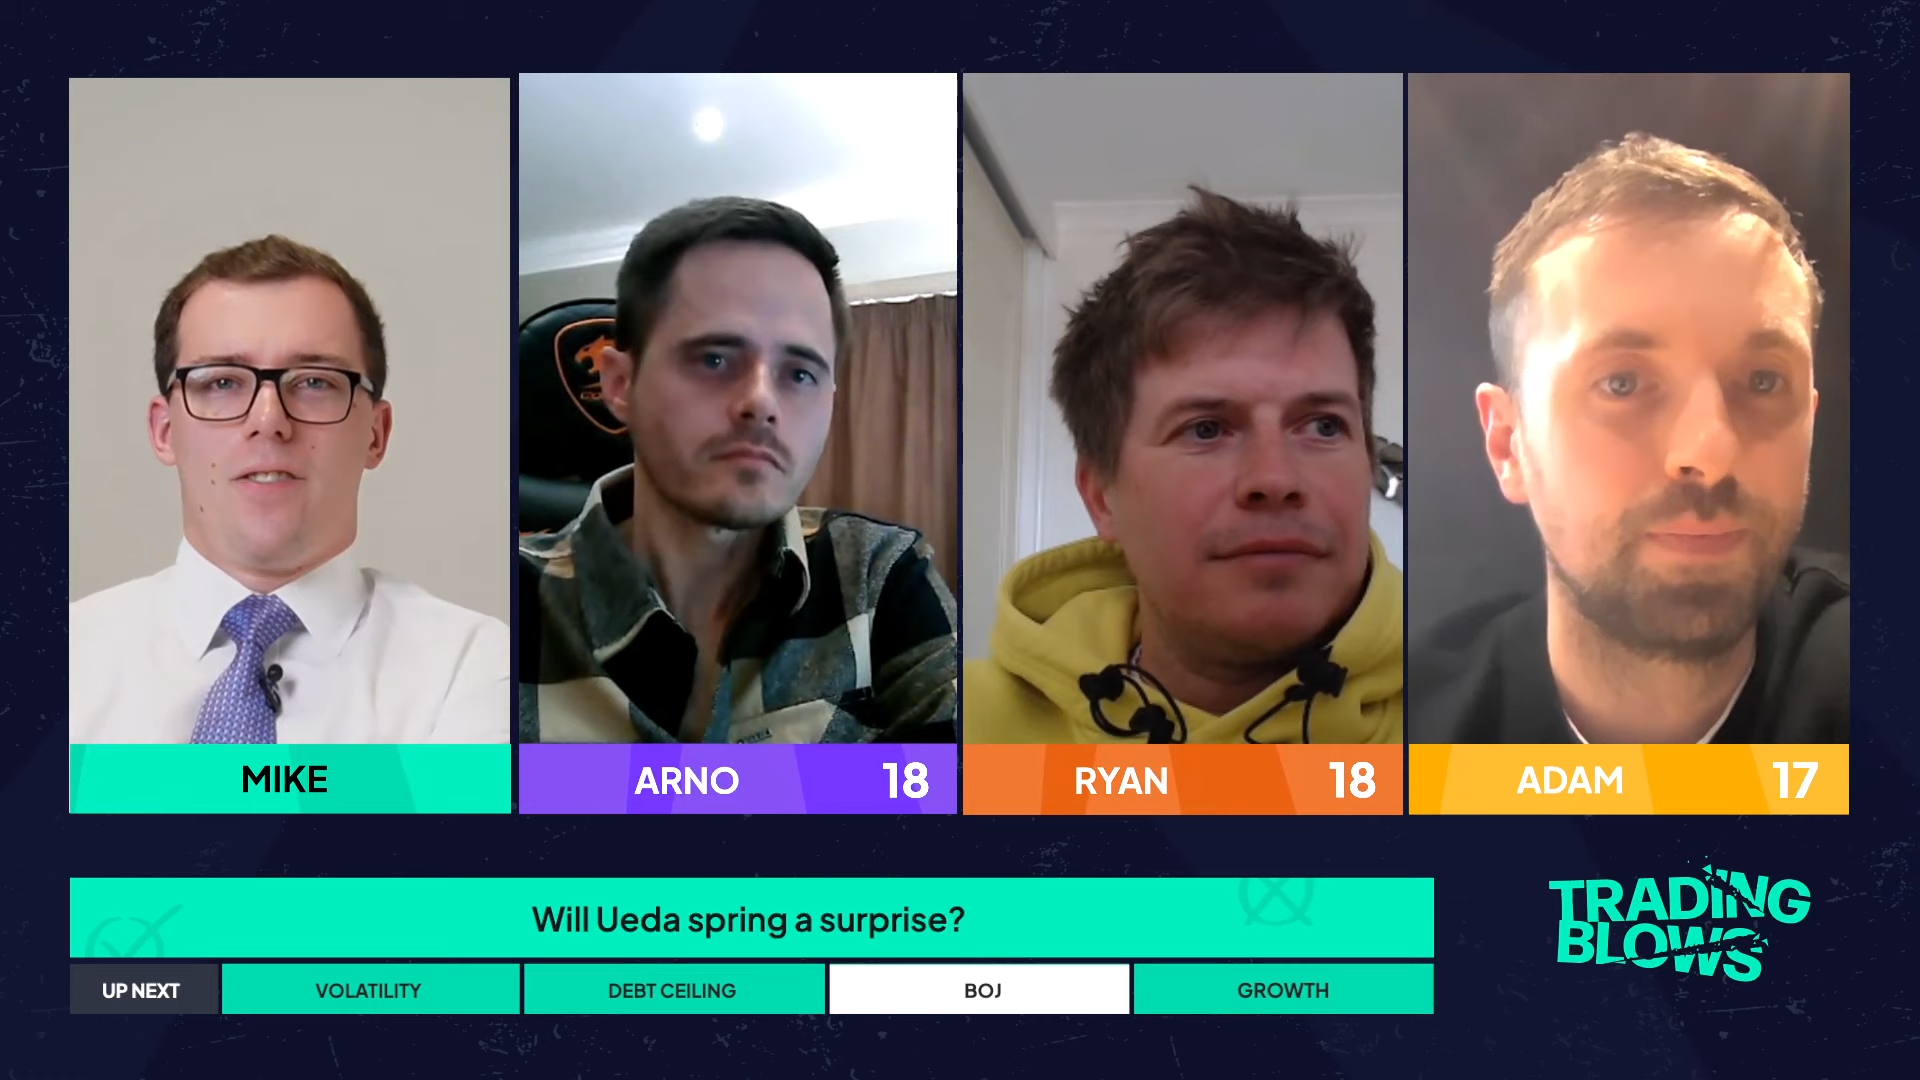 MIKE
ARNO 18
RYAN 18
ADAM 17
Will Ueda spring a surprise?
UP NEXT
VOLATILITY
DEBT CEILING
BOJ
GROWTH
TRADING
BLOWS